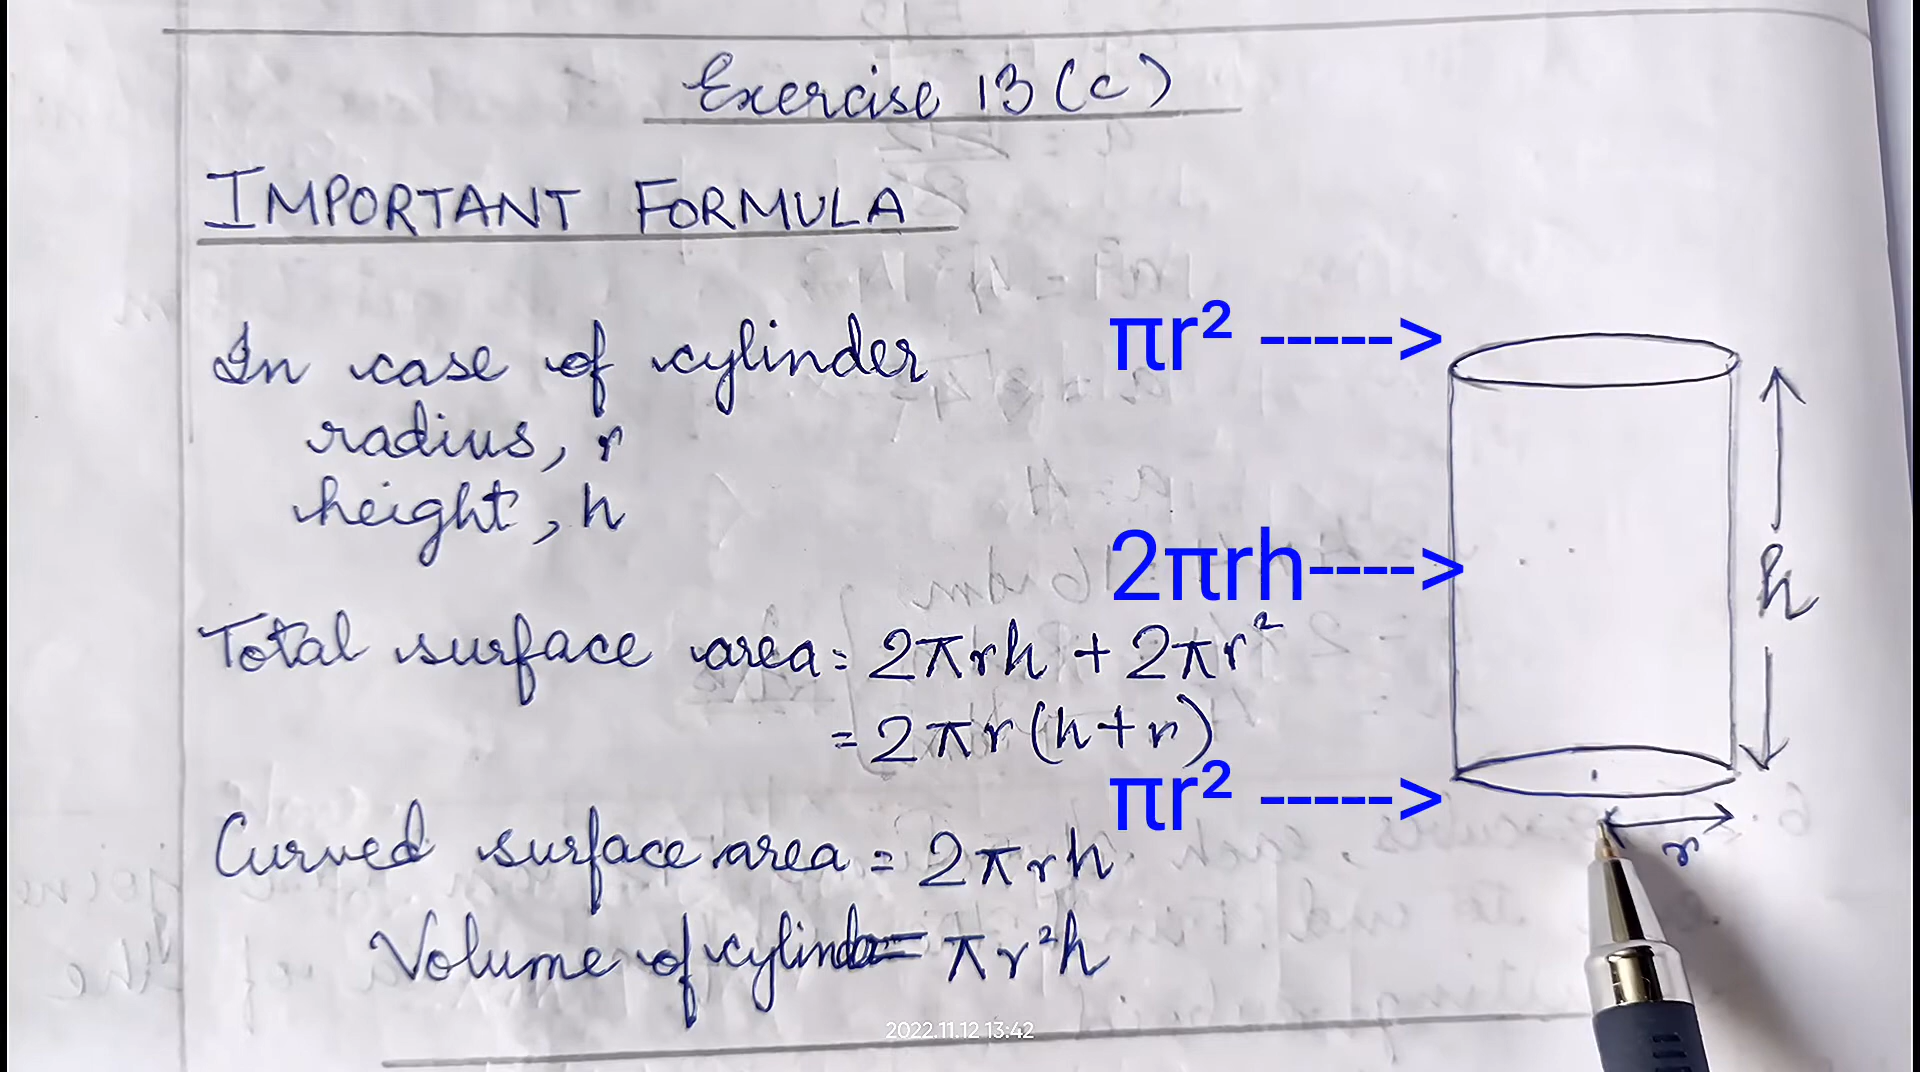 Exercise 13 (c)
IMPORTANT FORMULA
In case of cylinder
radius, r
height, h
πr² ----->
2πrh---->
πr² ----->
h
r
Total surface area = 2πrh + 2πr²
= 2πr(h+r)
Curved surface area = 2πrh
Volume of = πr²h
2022.11.12 13:42